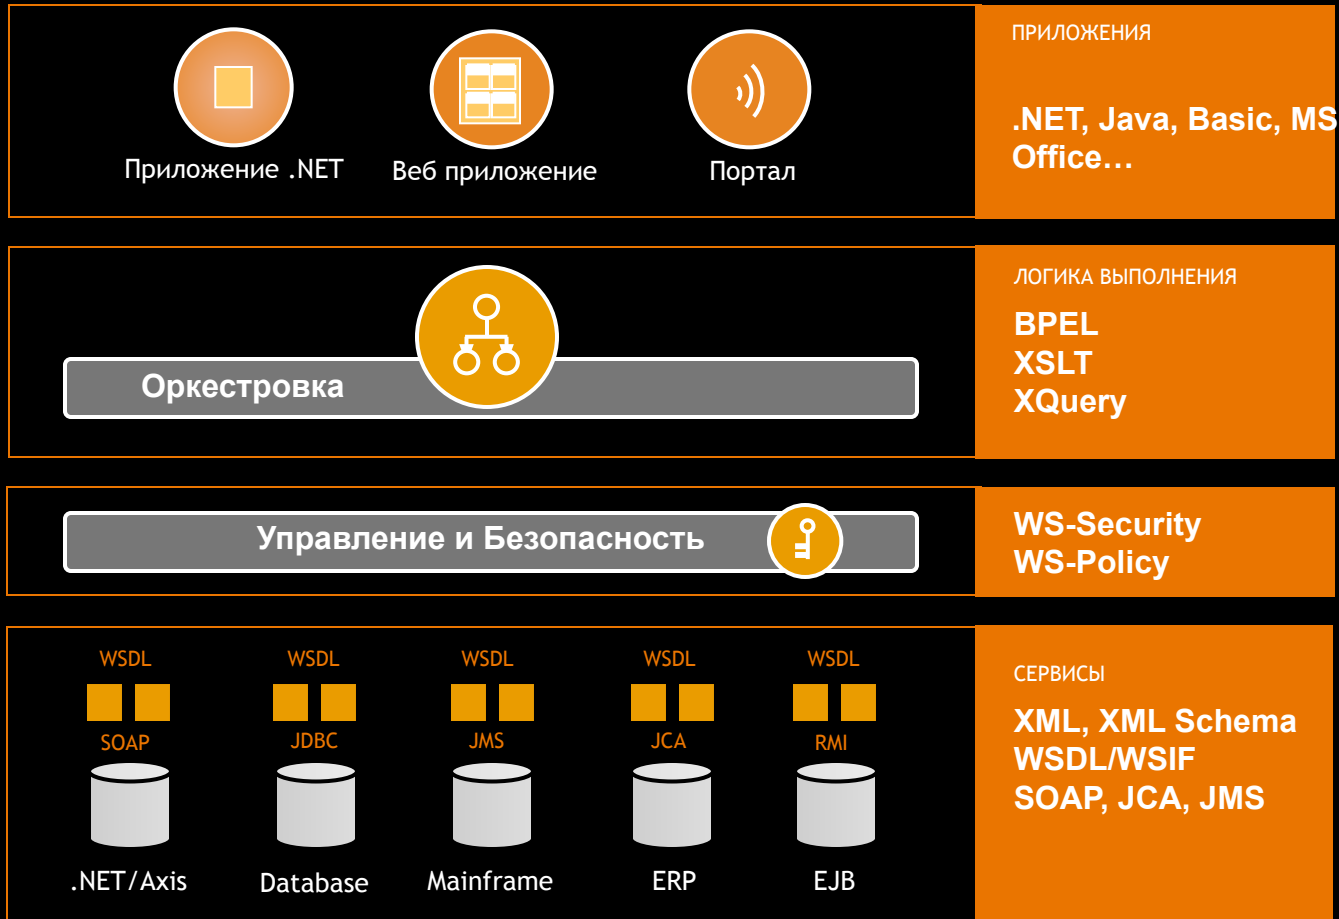 ПРИЛОЖЕНИЯ
.NET, Java, Basic, MS
Office…
Приложение .NET
Веб приложение
Портал
ЛОГИКА ВЫПОЛНЕНИЯ
BPEL
XSLT
XQuery
Оркестровка
Управление и Безопасность
WS-Security
WS-Policy
WSDL
WSDL
WSDL
WSDL
WSDL
SOAP
JDBC
JMS
JCA
RMI
.NET/Axis
Database
Mainframe
ERP
EJB
СЕРВИСЫ
XML, XML Schema
WSDL/WSIF
SOAP, JCA, JMS